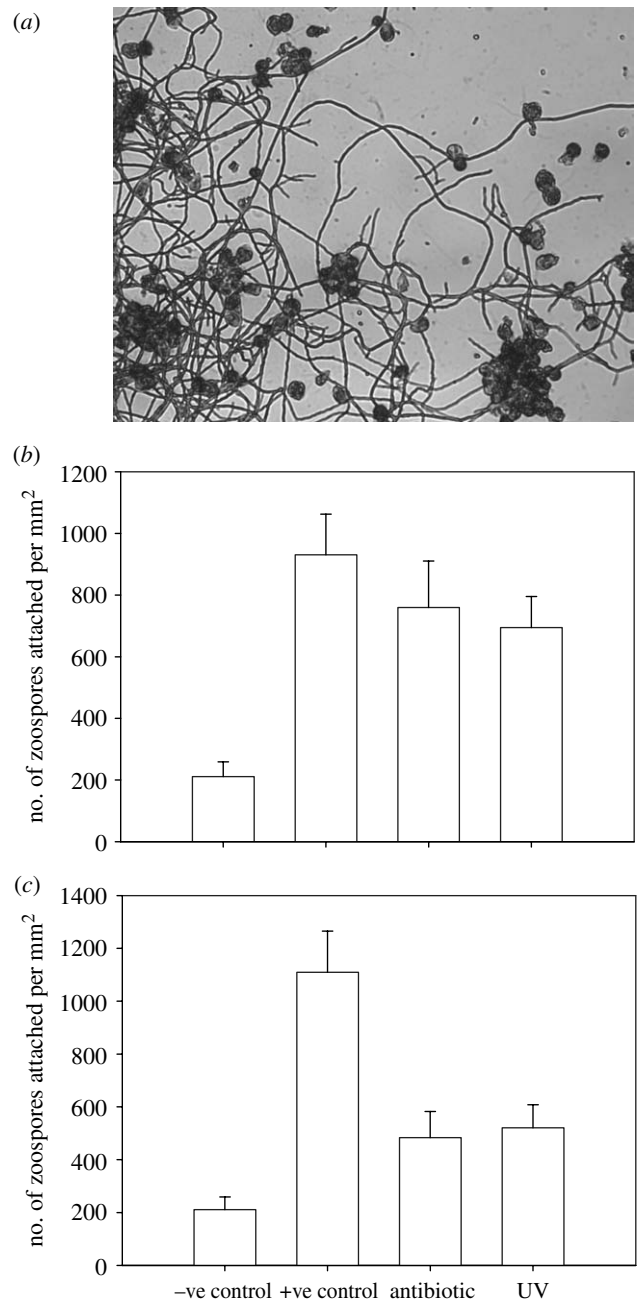 (a)
(b)
1200
1000
800
600
400
200
0
no. of zoospores attached per mm²
(c)
1400
1200
1000
800
600
400
200
0
no. of zoospores attached per mm²
–ve control +ve control antibiotic UV